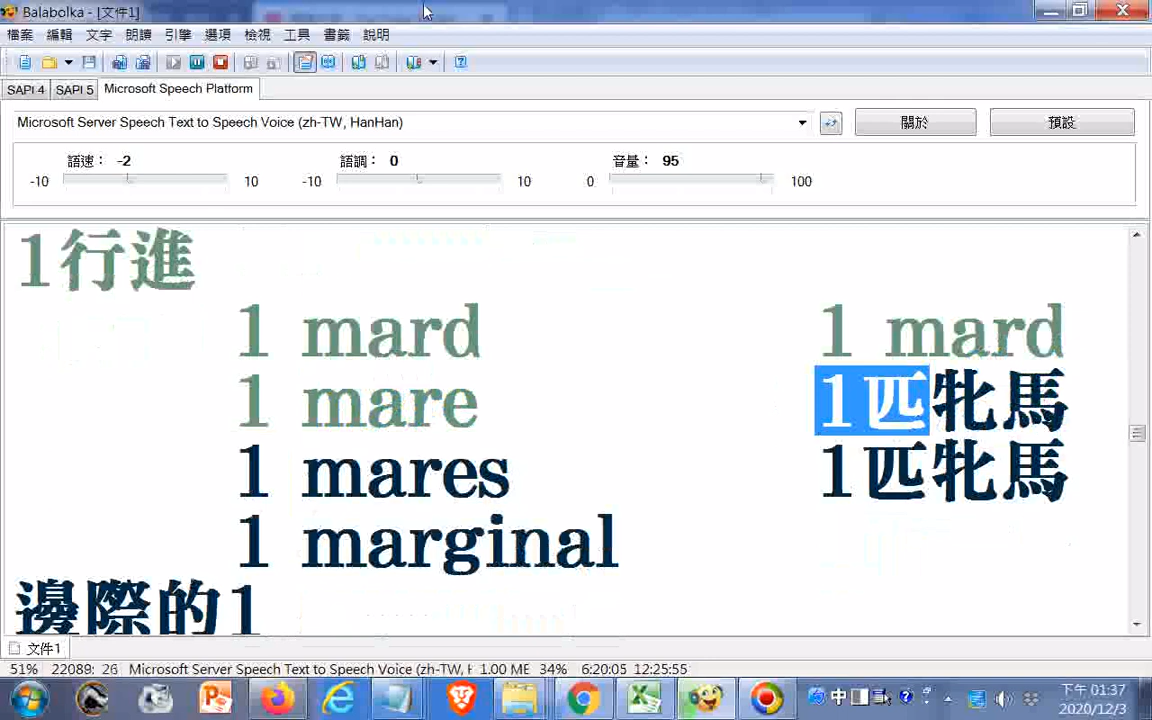 Balabolka - [文件1]
檔案 編輯 文字 朗讀 引擎 選項 檢視 工具 書籤 說明
SAPI 4 SAPI 5 Microsoft Speech Platform
Microsoft Server Speech Text to Speech Voice (zh-TW, HanHan) 關於 預設
語速： -2 語調： 0 音量： 95
-10 10 -10 10 0 100
1行進
1 mard 1 mard
1 mare 1匹牝馬
1 mares 1匹牝馬
1 marginal
邊際的1
文件1
51% 22089: 26 Microsoft Server Speech Text to Speech Voice (zh-TW, 1.00 ME 34% 6:20:05 12:25:55
中 下午 01:37
2020/12/3